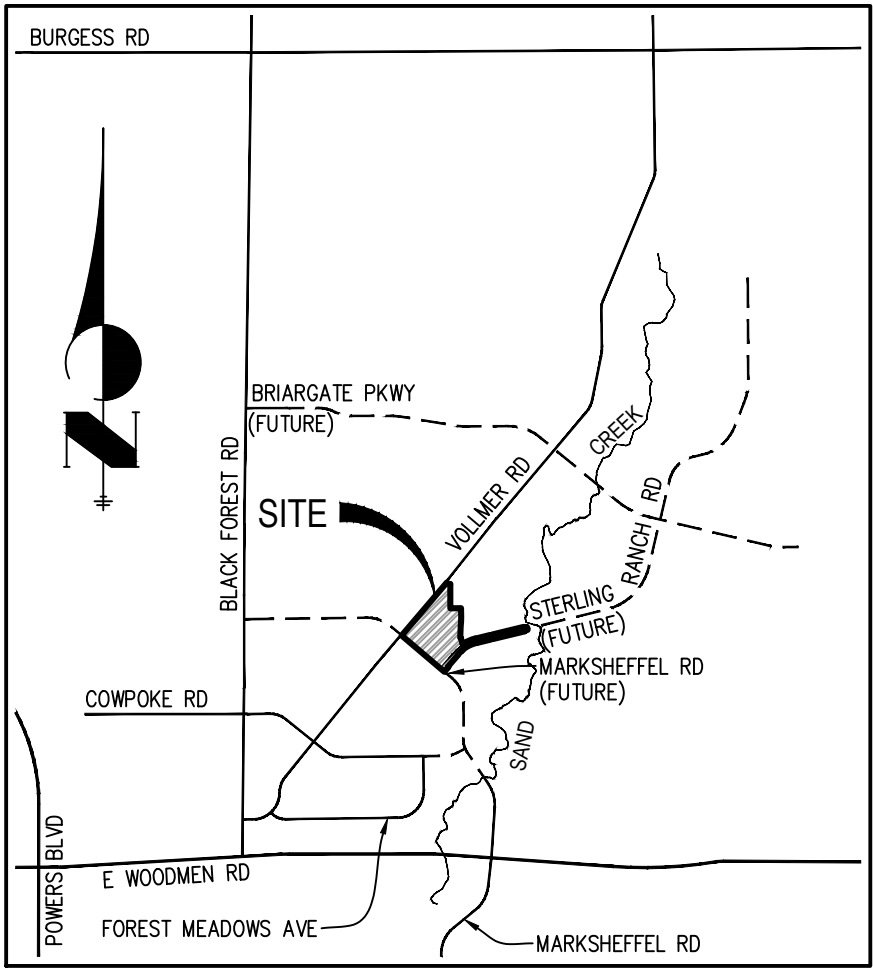 BURGESS RD
N
BRIARGATE PKWY
(FUTURE)
CREEK
BLACK FOREST RD
VOLLMER RD
SITE
RANCH RD
STERLING
(FUTURE)
MARKSHEFFEL RD
(FUTURE)
COWPOKE RD
SAND
POWERS BLVD
E WOODMEN RD
FOREST MEADOWS AVE
MARKSHEFFEL RD